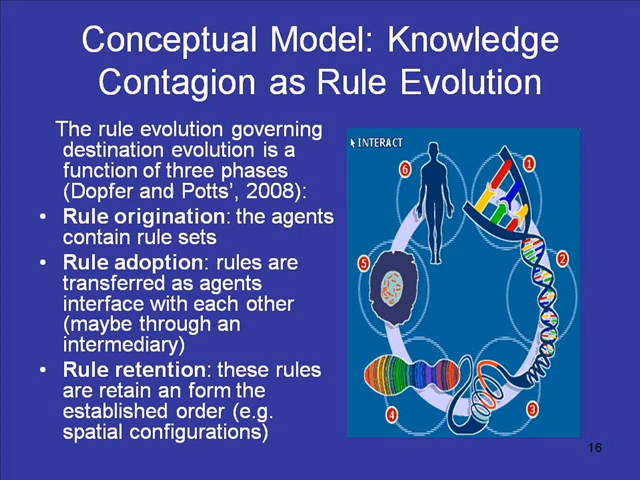 Conceptual Model: Knowledge
Contagion as Rule Evolution
The rule evolution governing
destination evolution is a
function of three phases
(Dopfer and Potts', 2008):
• Rule origination: the agents
contain rule sets
• Rule adoption: rules are
transferred as agents
interface with each other
(maybe through an
intermediary)
• Rule retention: these rules
are retain an form the
established order (e.g.
spatial configurations)
INTERACT
6
1
5
2
4
3
16